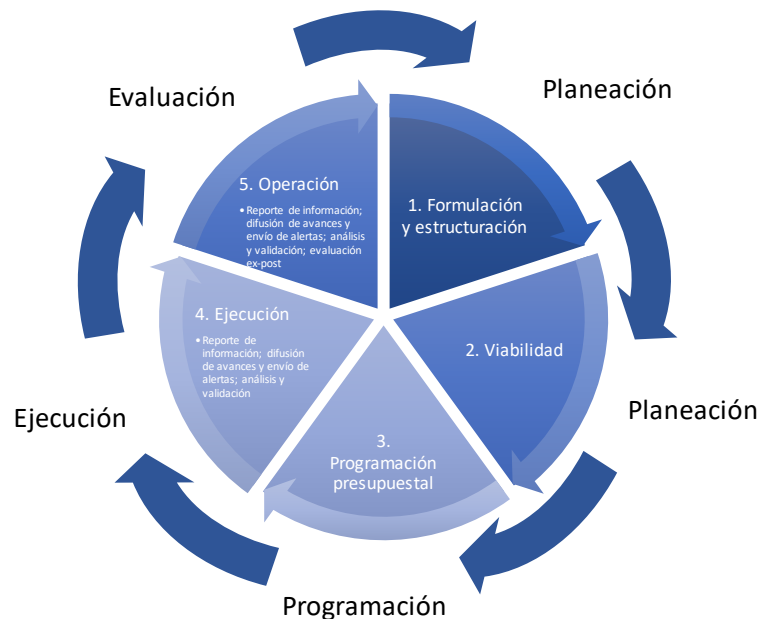 Evaluación
Planeación
5. Operación
•Reporte de información;
difusión de avances y
envío de alertas; análisis
y validación; evaluación
ex-post
1. Formulación
y estructuración
4. Ejecución
•Reporte de
información; difusión
de avances y envío de
alertas; análisis y
validación
2. Viabilidad
Planeación
Ejecución
3.
Programación
presupuestal
Programación